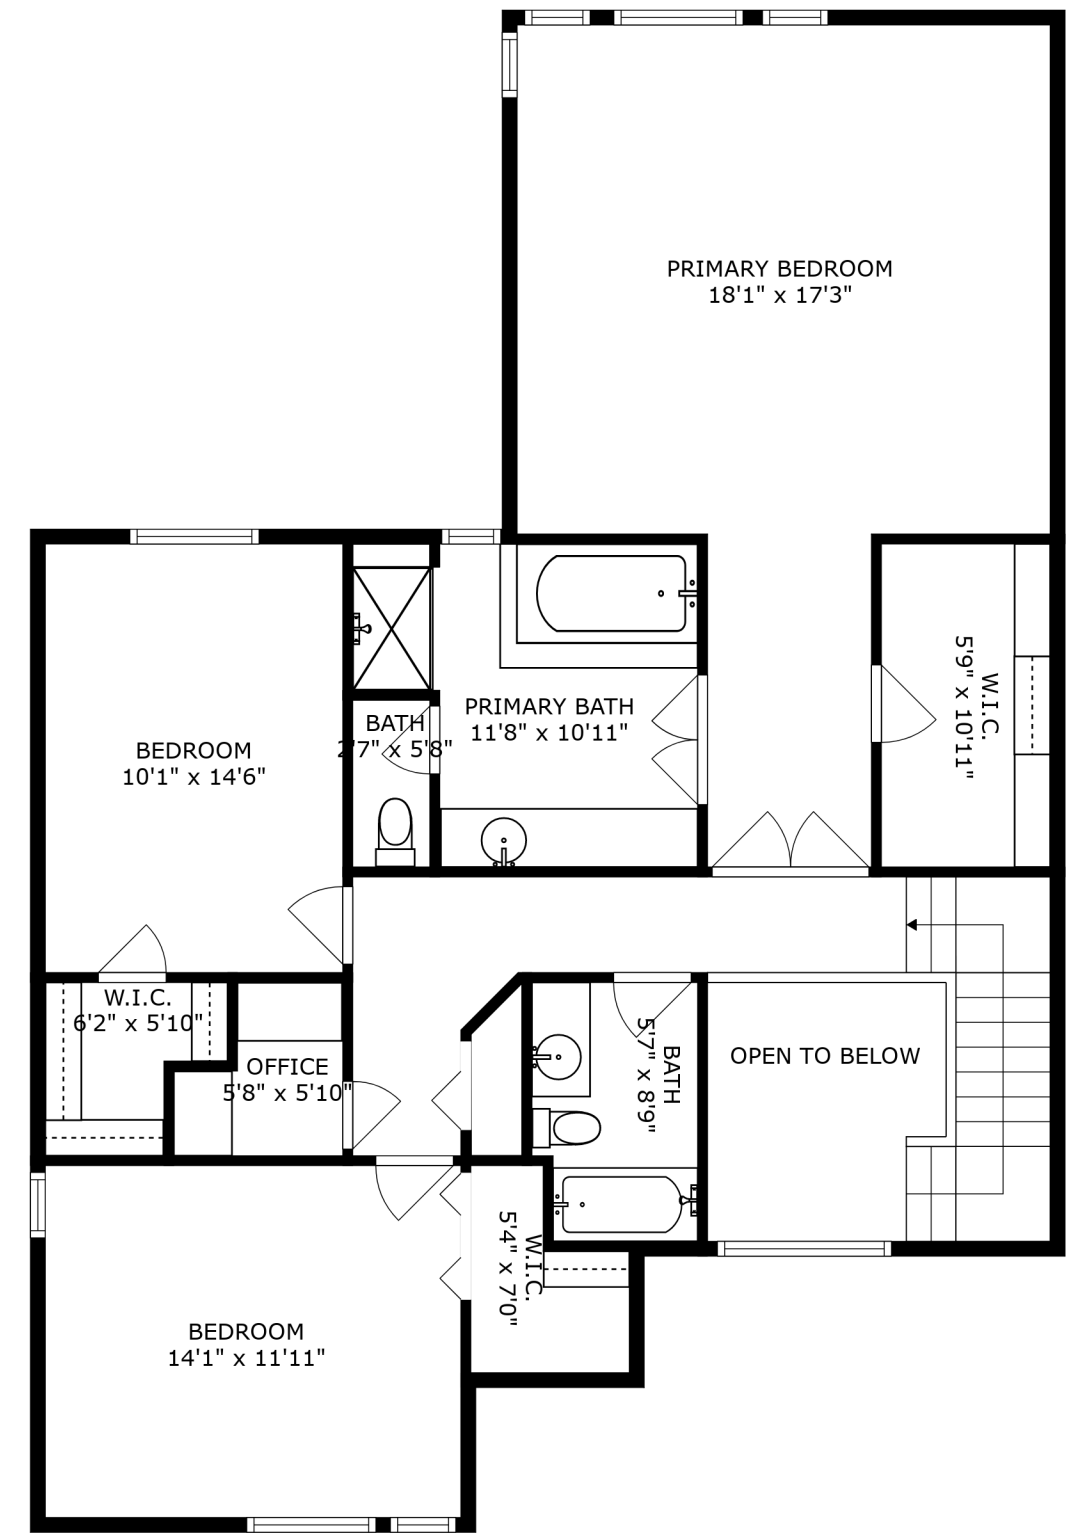 PRIMARY BEDROOM
18'1" x 17'3"
W.I.C.
5'9" x 10'11"
PRIMARY BATH
11'8" x 10'11"
BATH
2'7" x 5'8"
BEDROOM
10'1" x 14'6"
W.I.C.
6'2" x 5'10"
OFFICE
5'8" x 5'10"
BATH
5'7" x 8'9"
OPEN TO BELOW
W.I.C.
5'4" x 7'0"
BEDROOM
14'1" x 11'11"